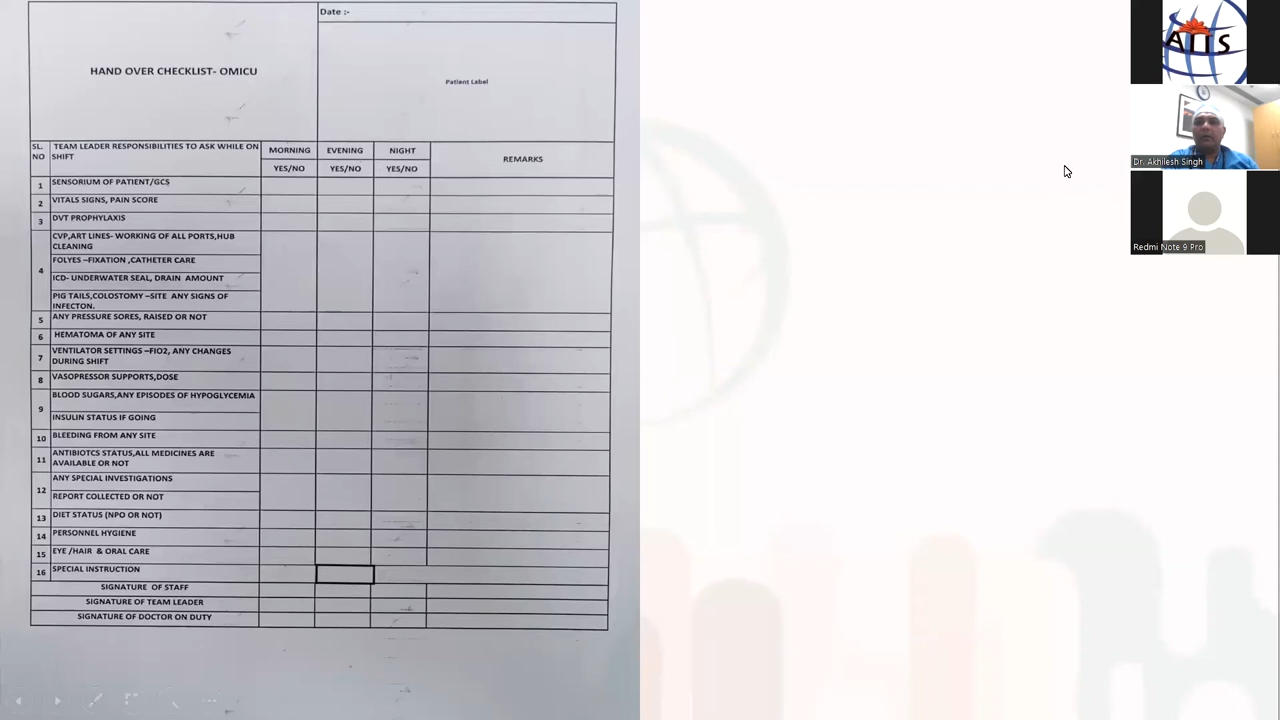 Date :-
HAND OVER CHECKLIST- OMICU
Patient Label
SL. NO
TEAM LEADER RESPONSIBILITIES TO ASK WHILE ON
SHIFT
MORNING
EVENING
NIGHT
REMARKS
YES/NO
YES/NO
YES/NO
1 SENSORIUM OF PATIENT/GCS
2 VITALS SIGNS, PAIN SCORE
3 DVT PROPHYLAXIS
4
CVP,ART LINES- WORKING OF ALL PORTS,HUB
CLEANING
FOLYES –FIXATION ,CATHETER CARE
ICD- UNDERWATER SEAL, DRAIN AMOUNT
PIG TAILS,COLOSTOMY –SITE ANY SIGNS OF
INFECTON.
5 ANY PRESSURE SORES, RAISED OR NOT
6 HEMATOMA OF ANY SITE
7 VENTILATOR SETTINGS –FIO2, ANY CHANGES
DURING SHIFT
8 VASOPRESSOR SUPPORTS,DOSE
9 BLOOD SUGARS,ANY EPISODES OF HYPOGLYCEMIA
INSULIN STATUS IF GOING
10 BLEEDING FROM ANY SITE
11 ANTIBIOTCS STATUS,ALL MEDICINES ARE
AVAILABLE OR NOT
12 ANY SPECIAL INVESTIGATIONS
REPORT COLLECTED OR NOT
13 DIET STATUS (NPO OR NOT)
14 PERSONNEL HYGIENE
15 EYE /HAIR & ORAL CARE
16 SPECIAL INSTRUCTION
SIGNATURE OF STAFF
SIGNATURE OF TEAM LEADER
SIGNATURE OF DOCTOR ON DUTY
AIIS
Dr. Akhilesh Singh
Redmi Note 9 Pro